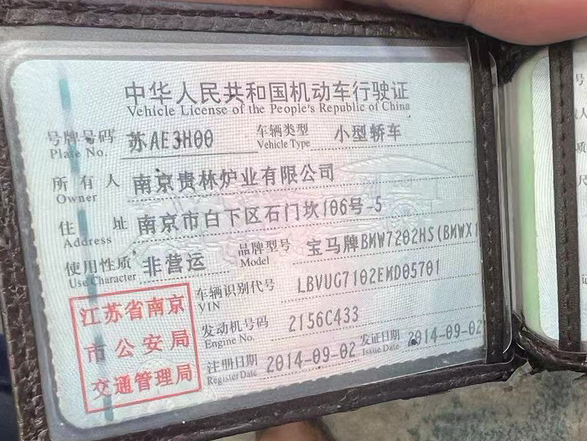 中华人民共和国机动车行驶证
Vehicle License of the People's Republic of China
号牌号码 苏AE3H00 车辆类型 小型轿车
Plate No. Vehicle Type
所有人 南京贵林炉业有限公司
Owner
住址 南京市白下区石门坎106号-5
Address
使用性质 非营运 品牌型号 宝马牌BMW7202HS(BMWX1
Use Character Model
江苏省南京
市公安局
交通管理局
车辆识别代号 LBVUG7102EMD05701
VIN
发动机号码 2156C433
Engine No.
注册日期 2014-09-02 发证日期 2014-09-02
Register Date Issue Date